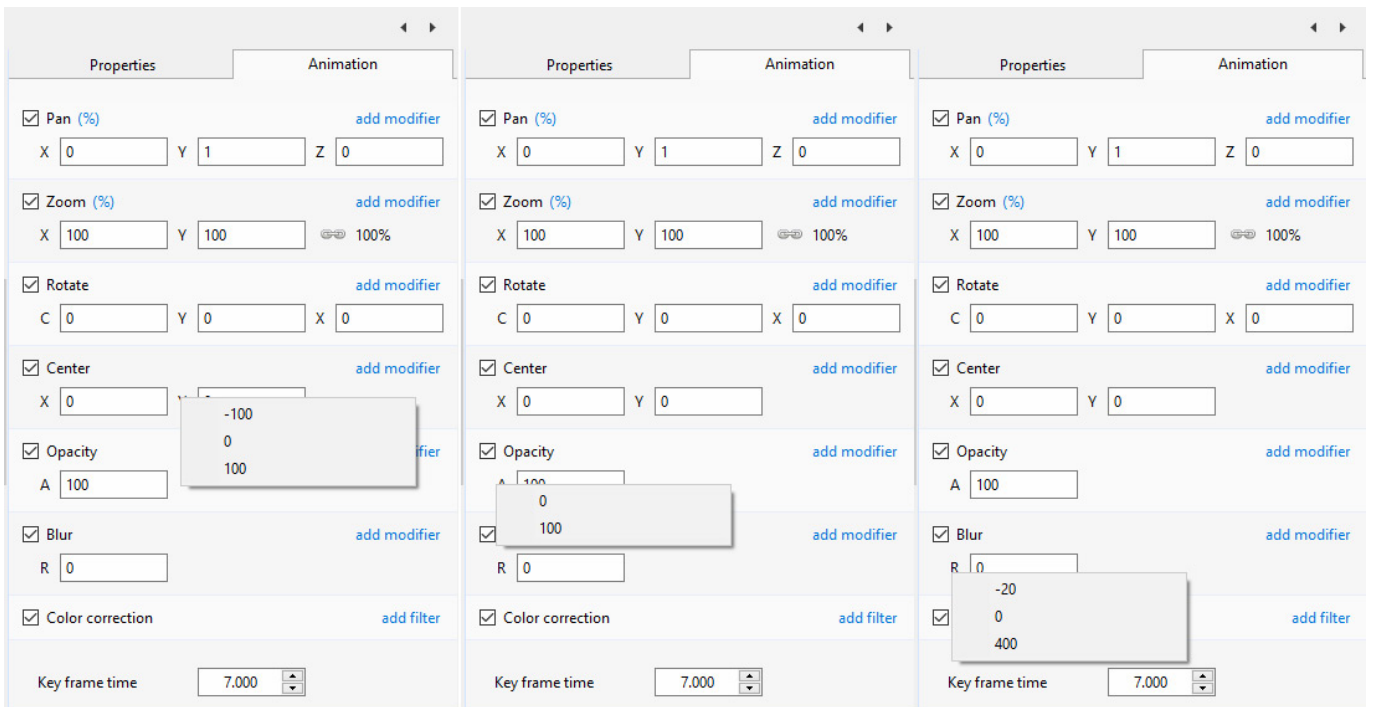 Properties Animation
Pan (%) add modifier
X 0 Y 1 Z 0
Zoom (%) add modifier
X 100 Y 100 100%
Rotate add modifier
C 0 Y 0 X 0
Center add modifier
X 0
-100
0
100
Opacity
A 100
Blur add modifier
R 0
Color correction add filter
Key frame time 7.000
Properties Animation
Pan (%) add modifier
X 0 Y 1 Z 0
Zoom (%) add modifier
X 100 Y 100 100%
Rotate add modifier
C 0 Y 0 X 0
Center add modifier
X 0 Y 0
Opacity add modifier
A 100
0
100
add modifier
R 0
Color correction add filter
Key frame time 7.000
Properties Animation
Pan (%) add modifier
X 0 Y 1 Z 0
Zoom (%) add modifier
X 100 Y 100 100%
Rotate add modifier
C 0 Y 0 X 0
Center add modifier
X 0 Y 0
Opacity add modifier
A 100
Blur add modifier
R 0
-20
0
400
add filter
Key frame time 7.000